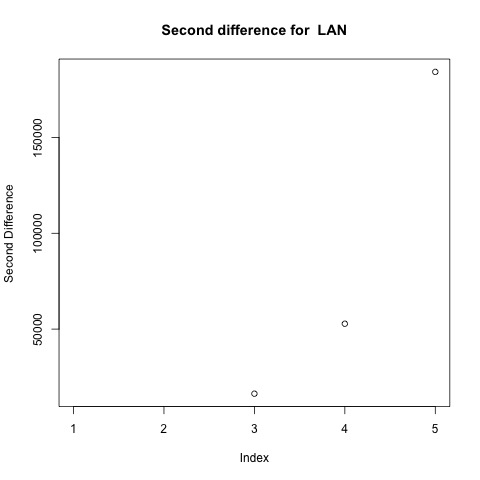 Second difference for  LAN
Second Difference
150000
100000
50000
1 2 3 4 5
Index